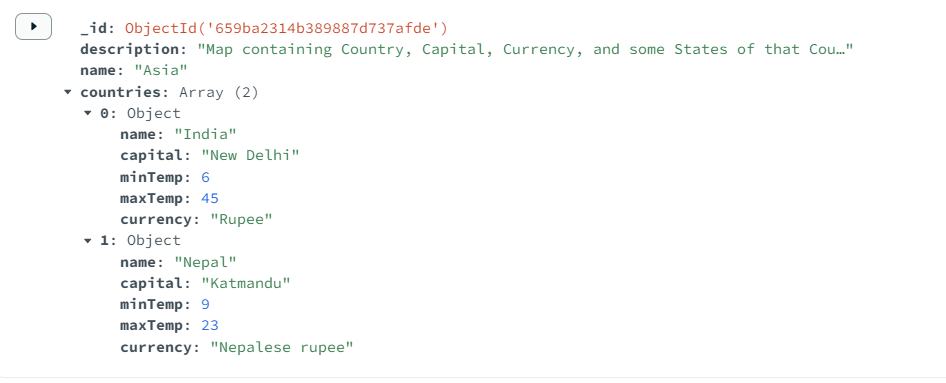 _id: ObjectId('659ba2314b389887d737afde')
description: "Map containing Country, Capital, Currency, and some States of that Cou…"
name: "Asia"
countries: Array (2)
0: Object
name: "India"
capital: "New Delhi"
minTemp: 6
maxTemp: 45
currency: "Rupee"
1: Object
name: "Nepal"
capital: "Katmandu"
minTemp: 9
maxTemp: 23
currency: "Nepalese rupee"